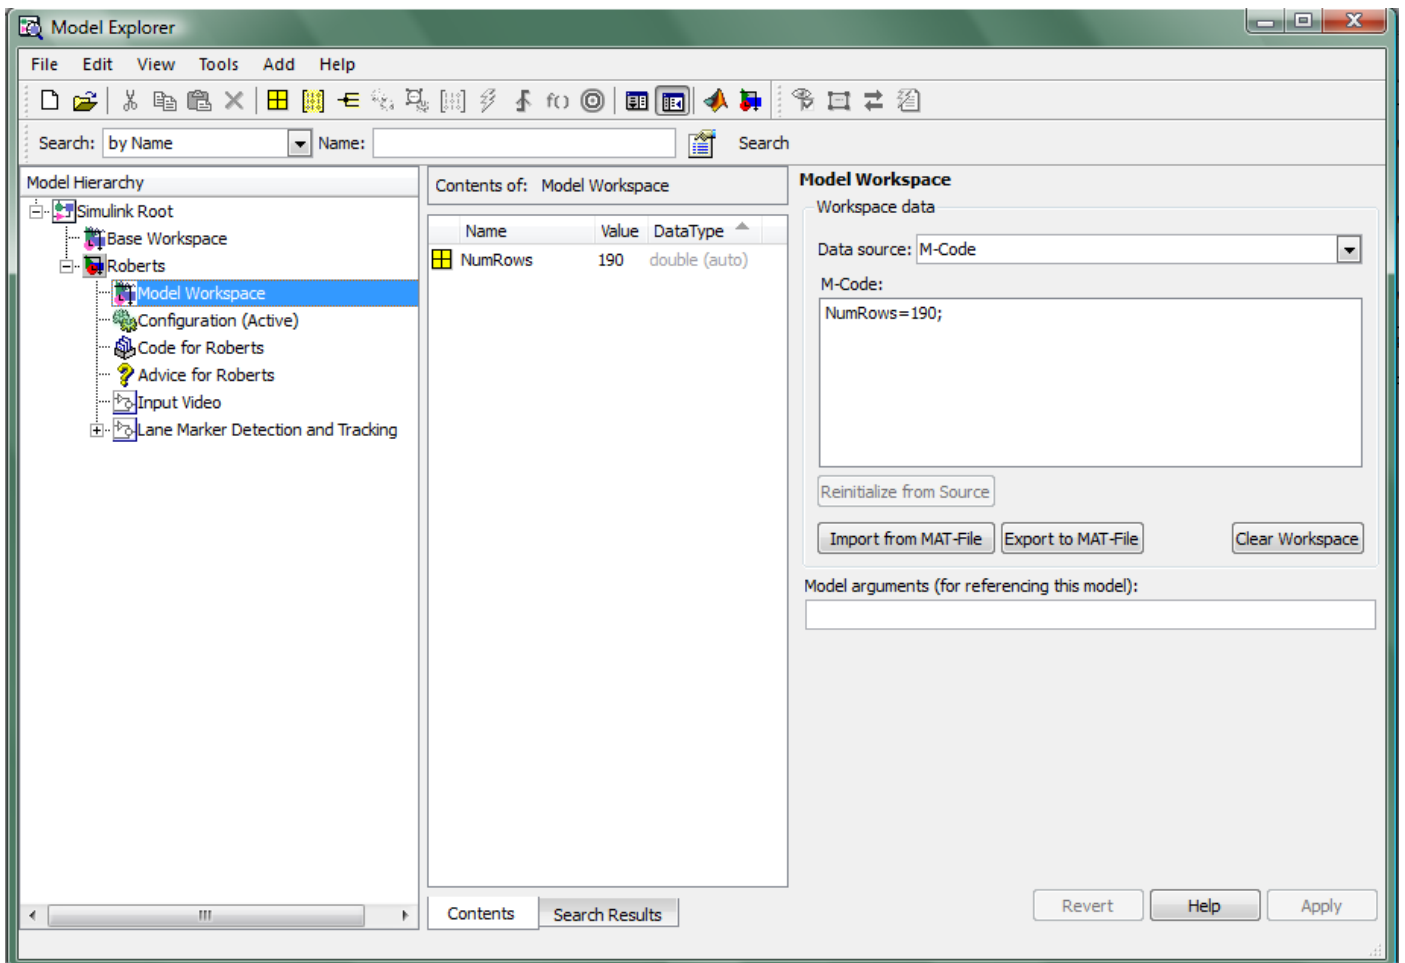 Model Explorer
File Edit View Tools Add Help
f()
Search: by Name Name: Search
Model Hierarchy
Simulink Root
Base Workspace
Roberts
Model Workspace
Configuration (Active)
Code for Roberts
Advice for Roberts
Input Video
Lane Marker Detection and Tracking
Contents of: Model Workspace
Name Value DataType
NumRows 190 double (auto)
Contents Search Results
Model Workspace
Workspace data
Data source: M-Code
M-Code:
NumRows=190;
Reinitialize from Source
Import from MAT-File Export to MAT-File Clear Workspace
Model arguments (for referencing this model):
Revert Help Apply